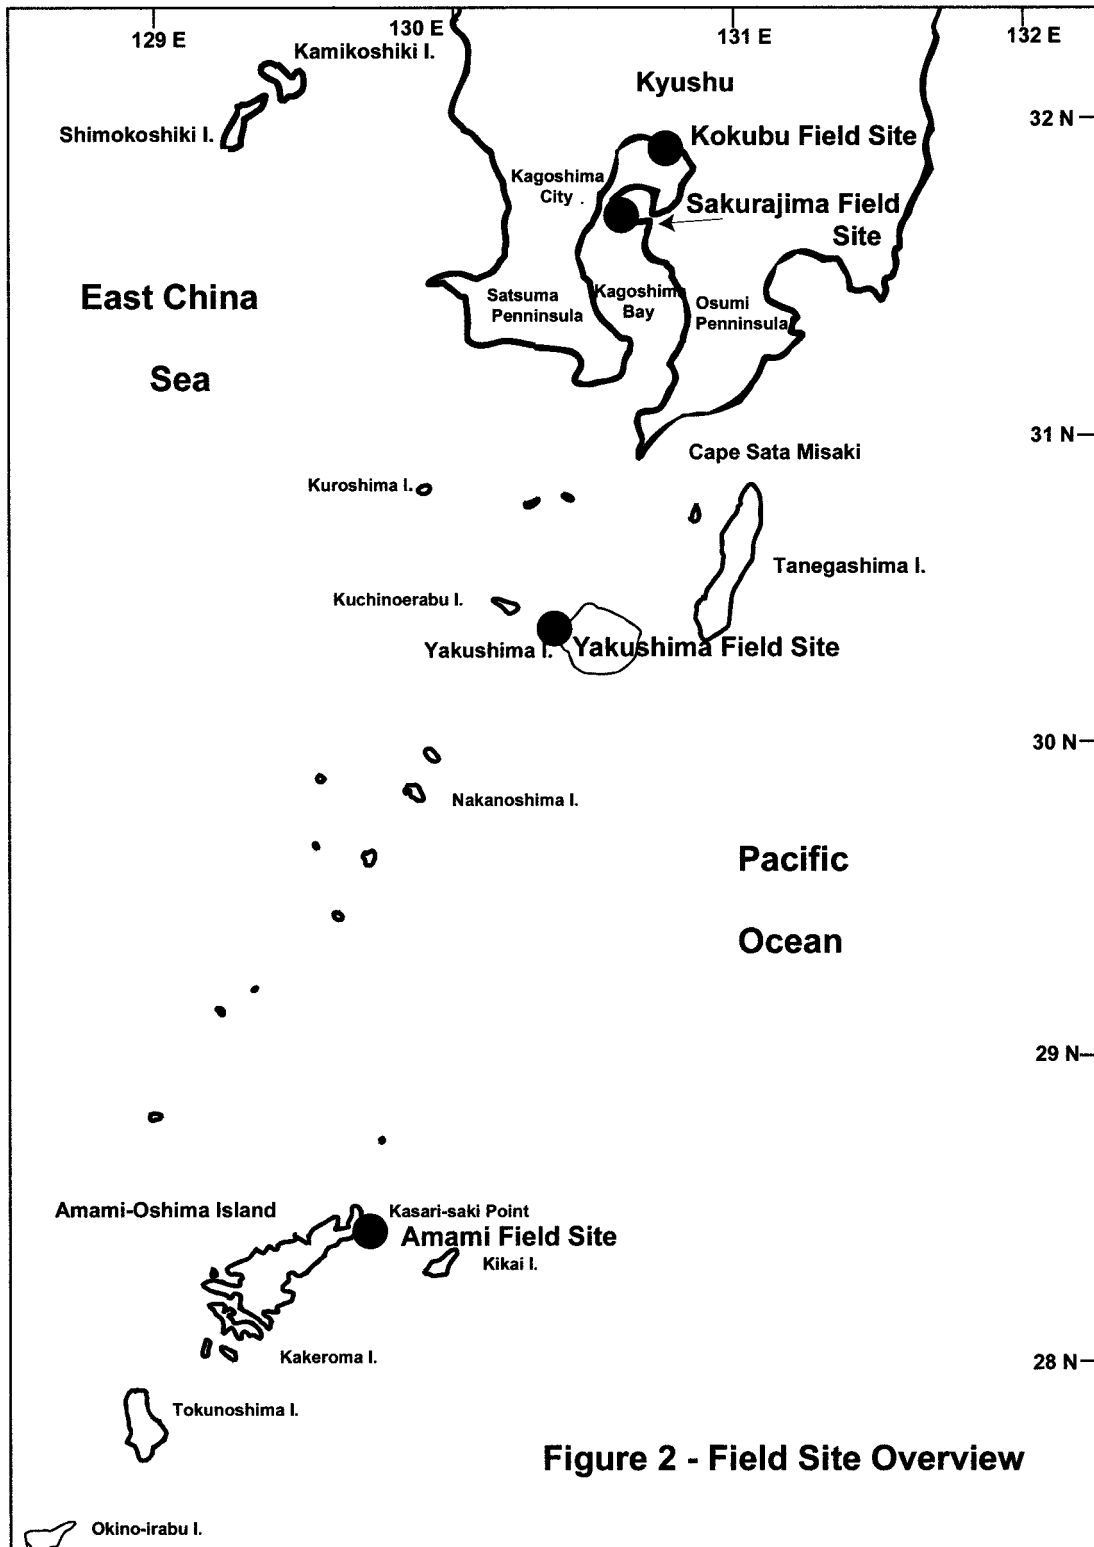 129 E
130 E
131 E
132 E
Kamikoshiki I.
Kyushu
32 N
Shimokoshiki I.
Kokubu Field Site
Kagoshima
City .
Sakurajima Field
Site
East China
Sea
Satsuma
Penninsula
Kagoshima
Bay
Osumi
Penninsula
31 N
Cape Sata Misaki
Kuroshima I.
Tanegashima I.
Kuchinoerabu I.
Yakushima I.
Yakushima Field Site
30 N
Nakanoshima I.
Pacific
Ocean
29 N
Amami-Oshima Island
Kasari-saki Point
Amami Field Site
Kikai I.
Kakeroma I.
28 N
Tokunoshima I.
Figure 2 - Field Site Overview
Okino-irabu I.